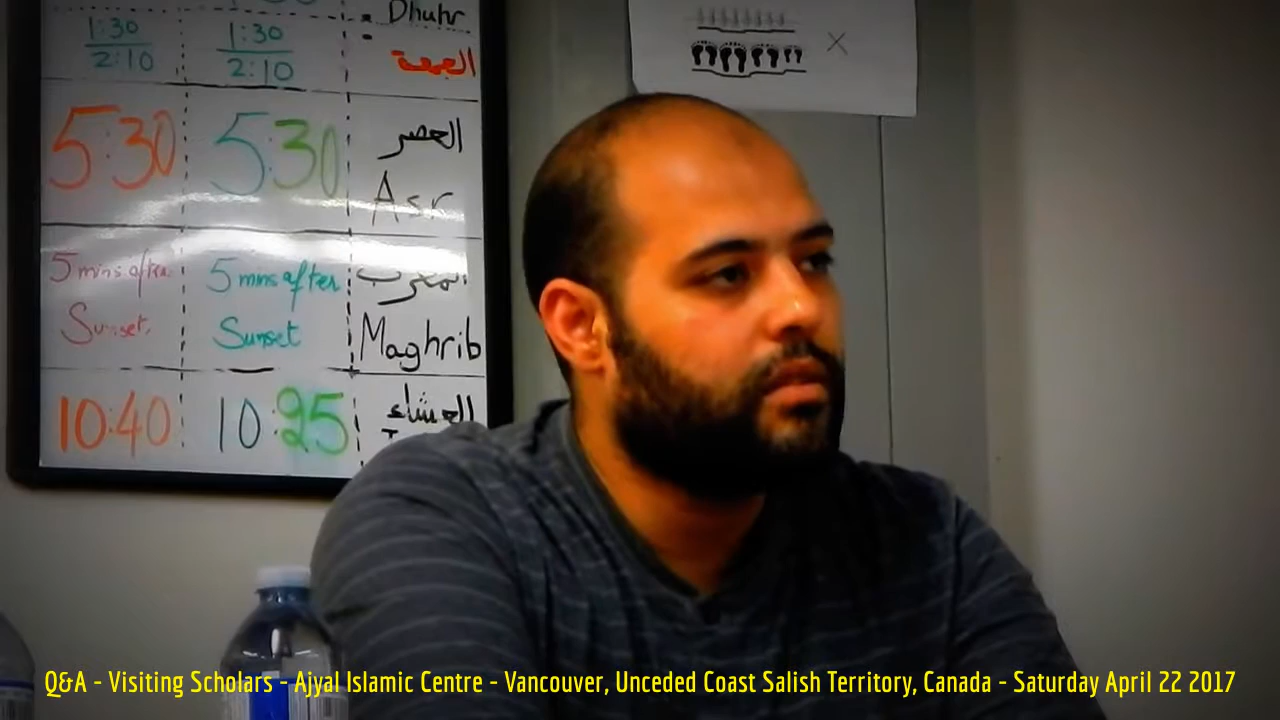 Dhuhr
1:30 1:30
2:10 2:10 الجمعة
5:30 5:30 العصر
Asr
5 mins after 5 mins after المغرب
Sunset. Sunset Maghrib
10:40 10:25 العشاء
Q&A - Visiting Scholars - Ajyal Islamic Centre - Vancouver, Unceded Coast Salish Territory, Canada - Saturday April 22 2017